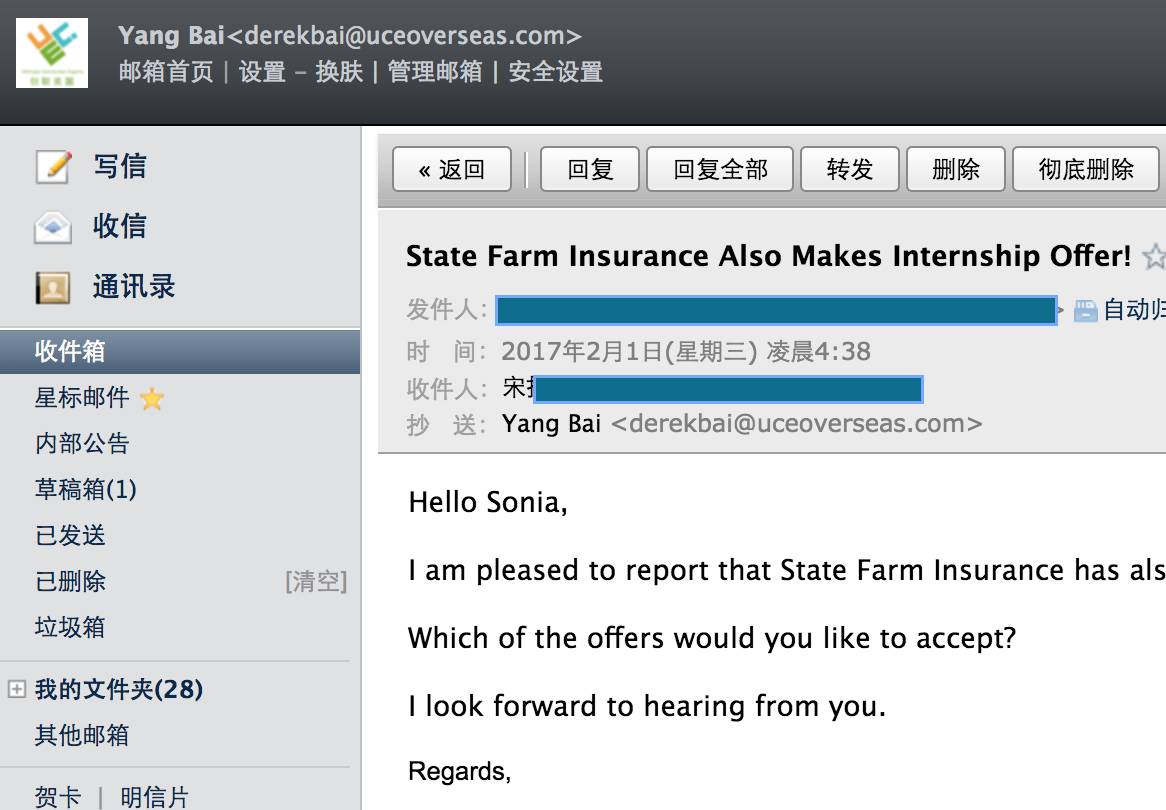 Yang Bai<derekbai@uceoverseas.com>
邮箱首页 | 设置 – 换肤 | 管理邮箱 | 安全设置
写信
收信
通讯录
收件箱
星标邮件
内部公告
草稿箱(1)
已发送
已删除 [清空]
垃圾箱
我的文件夹(28)
其他邮箱
贺卡 | 明信片
« 返回 回复 回复全部 转发 删除 彻底删除
State Farm Insurance Also Makes Internship Offer!
发件人： > 自动归
时 间： 2017年2月1日(星期三) 凌晨4:38
收件人： 宋
抄 送： Yang Bai <derekbai@uceoverseas.com>
Hello Sonia,
I am pleased to report that State Farm Insurance has als
Which of the offers would you like to accept?
I look forward to hearing from you.
Regards,